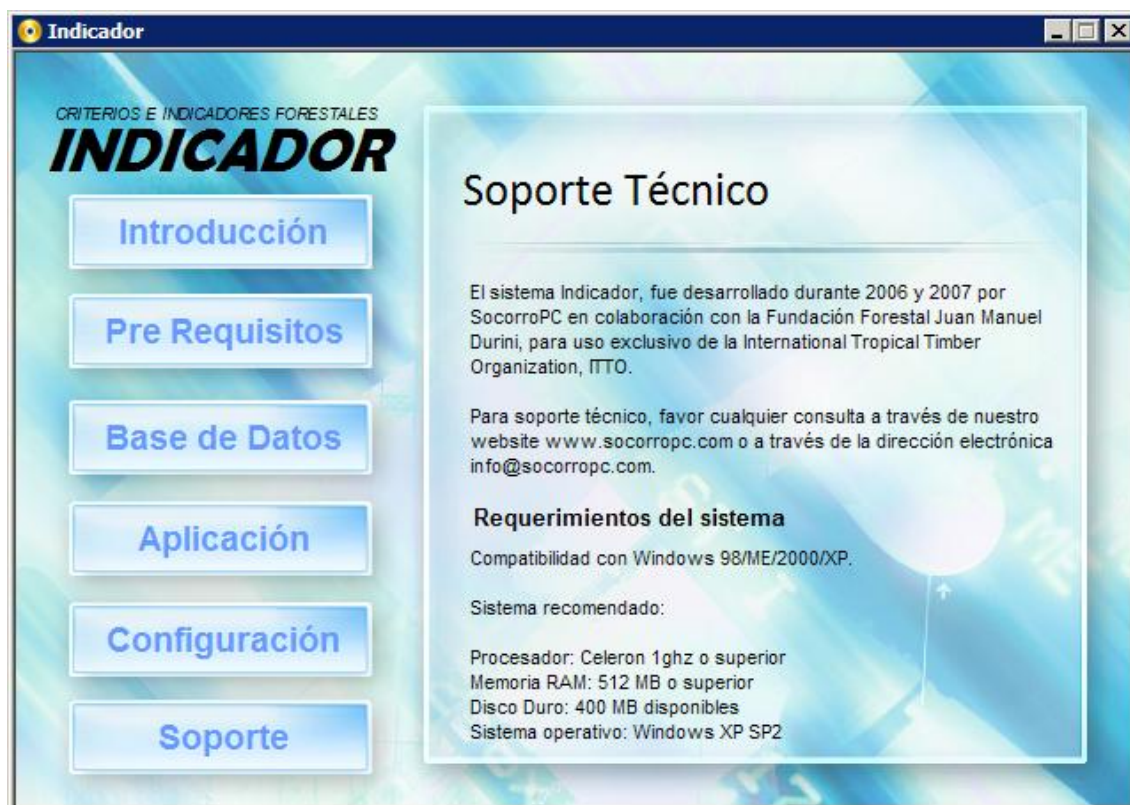 Indicador
CRITERIOS E INDICADORES FORESTALES
INDICADOR
Introducción
Pre Requisitos
Base de Datos
Aplicación
Configuración
Soporte
Soporte Técnico
El sistema Indicador, fue desarrollado durante 2006 y 2007 por
SocorroPC en colaboración con la Fundación Forestal Juan Manuel
Durini, para uso exclusivo de la International Tropical Timber
Organization, ITTO.
Para soporte técnico, favor cualquier consulta a través de nuestro
website www.socorropc.com o a través de la dirección electrónica
info@socorropc.com.
Requerimientos del sistema
Compatibilidad con Windows 98/ME/2000/XP.
Sistema recomendado:
Procesador: Celeron 1ghz o superior
Memoria RAM: 512 MB o superior
Disco Duro: 400 MB disponibles
Sistema operativo: Windows XP SP2